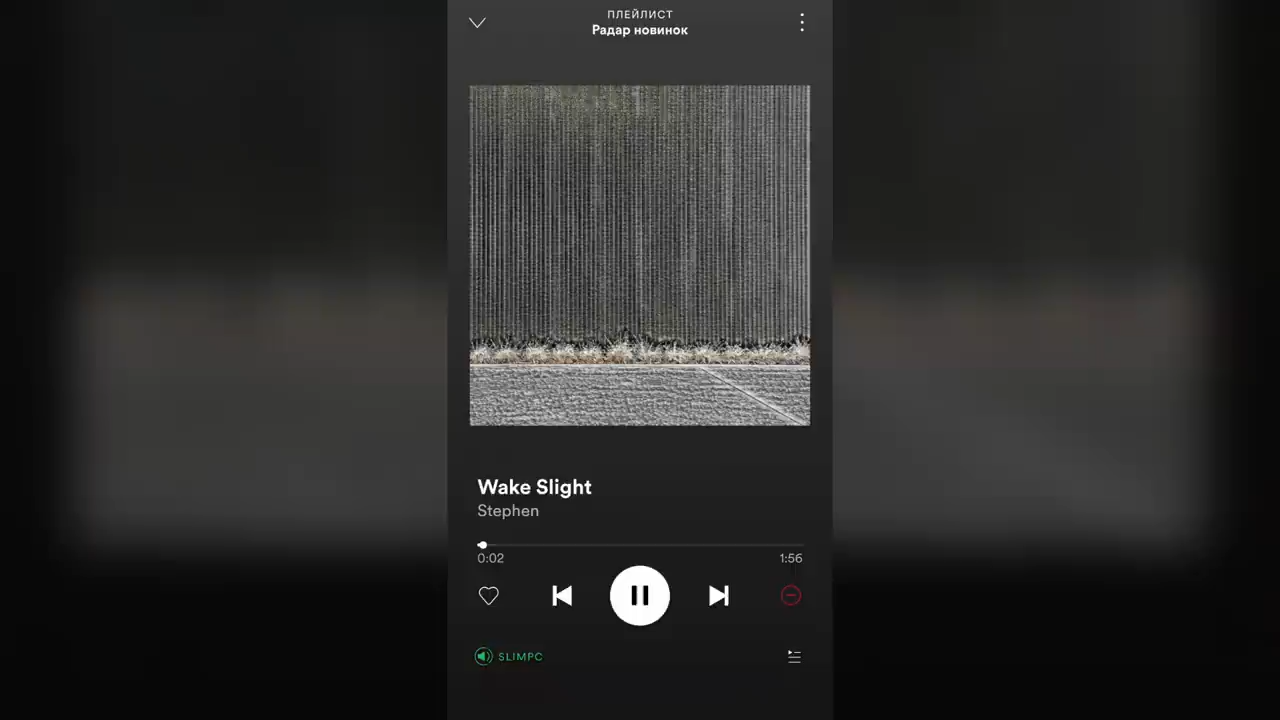 ПЛЕЙЛИСТ
Радар новинок
Wake Slight
Stephen
0:02
1:56
SLIMPC